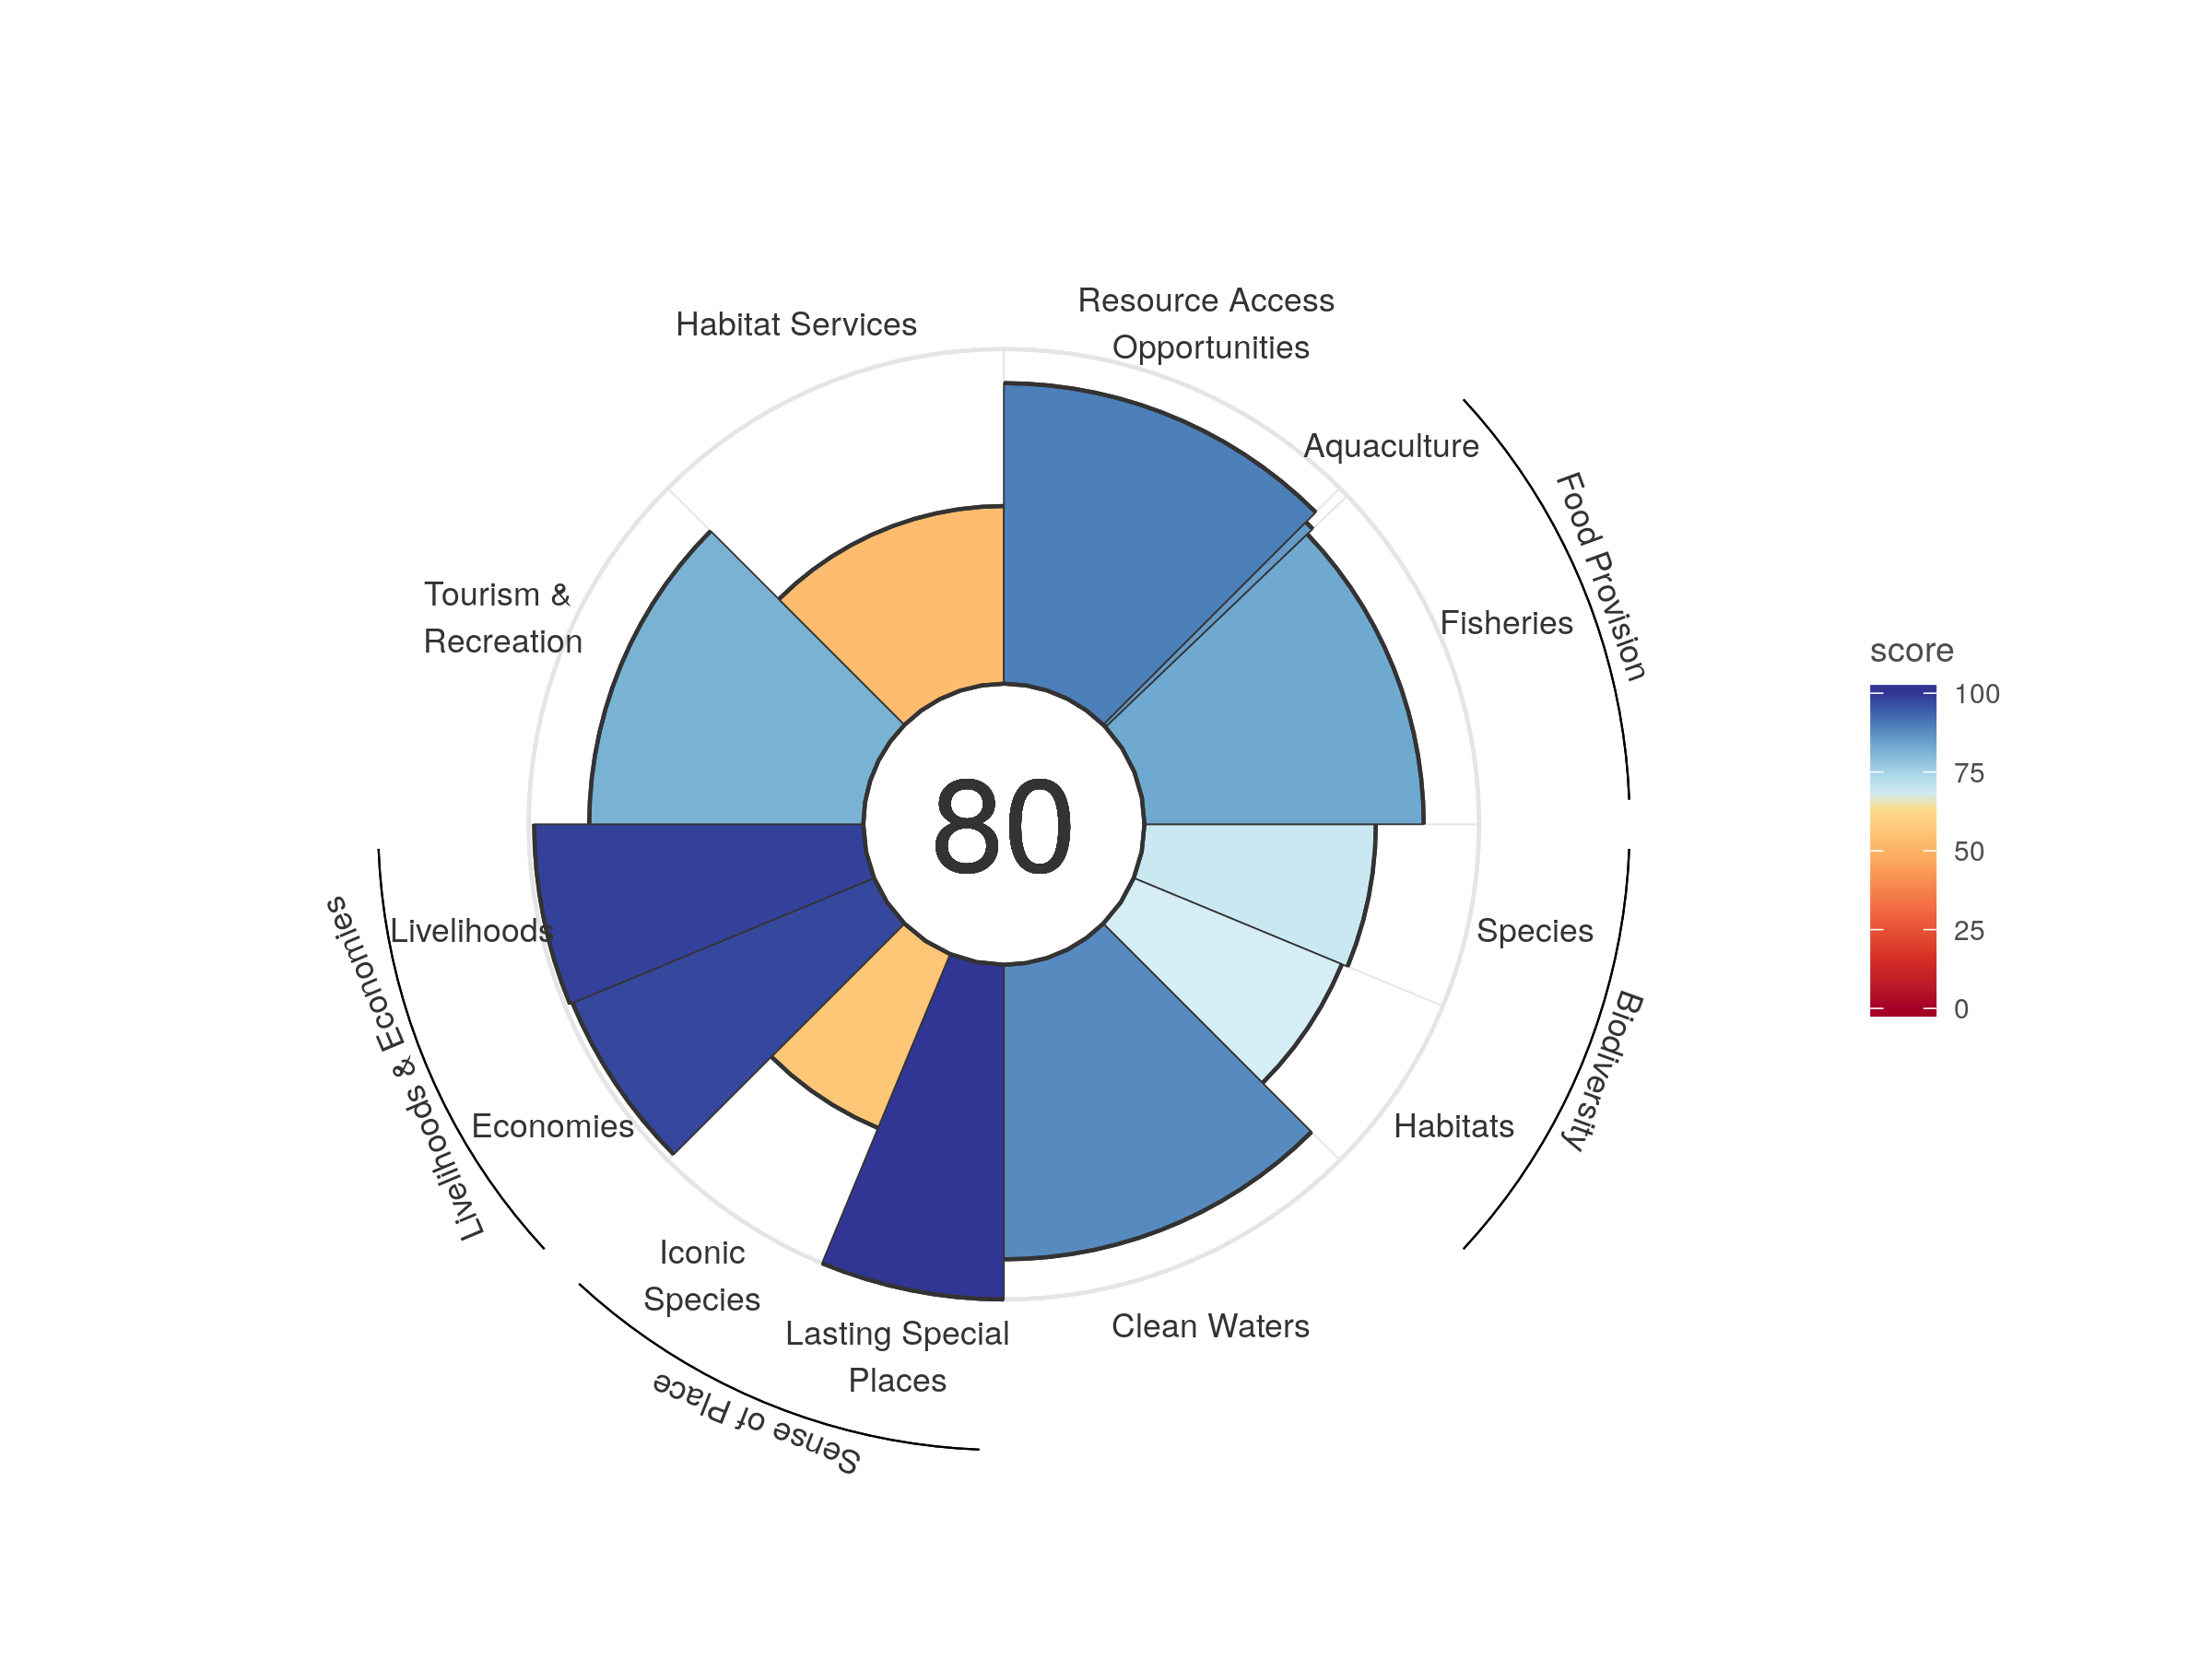 Resource Access
Opportunities
Habitat Services
Aquaculture
Food Provision
Tourism &
Recreation
Fisheries
score
100
75
50
25
0
80
Livelihoods
Species
Livelihoods & Economies
Biodiversity
Economies
Habitats
Iconic
Species
Lasting Special
Places
Clean Waters
Sense of Place